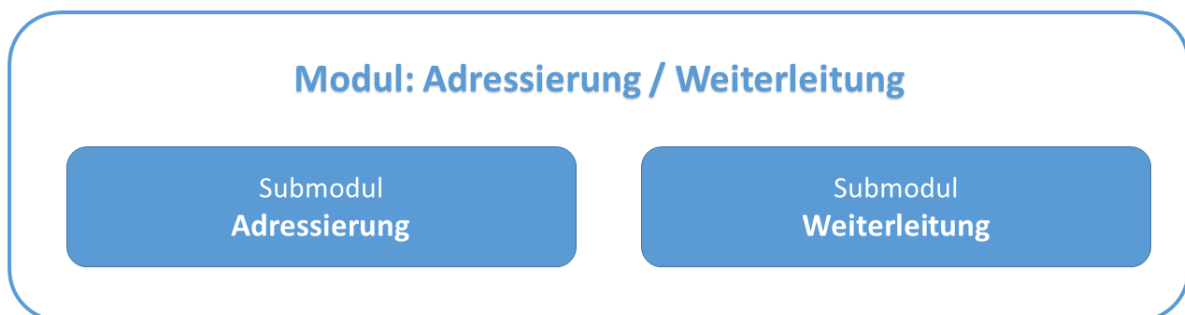 Modul: Adressierung / Weiterleitung
Submodul
Adressierung
Submodul
Weiterleitung